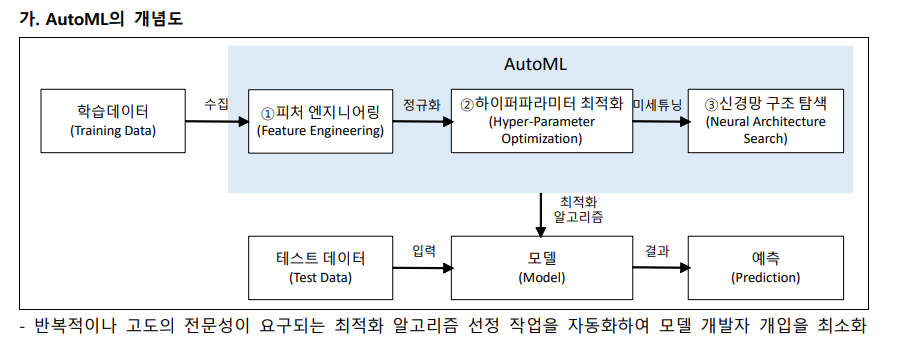 가. AutoML의 개념도
AutoML
학습데이터
(Training Data)
수집
①피처 엔지니어링
(Feature Engineering)
정규화
②하이퍼파라미터 최적화
(Hyper-Parameter
Optimization)
미세튜닝
③신경망 구조 탐색
(Neural Architecture
Search)
최적화
알고리즘
테스트 데이터
(Test Data)
입력
모델
(Model)
결과
예측
(Prediction)
- 반복적이나 고도의 전문성이 요구되는 최적화 알고리즘 선정 작업을 자동화하여 모델 개발자 개입을 최소화